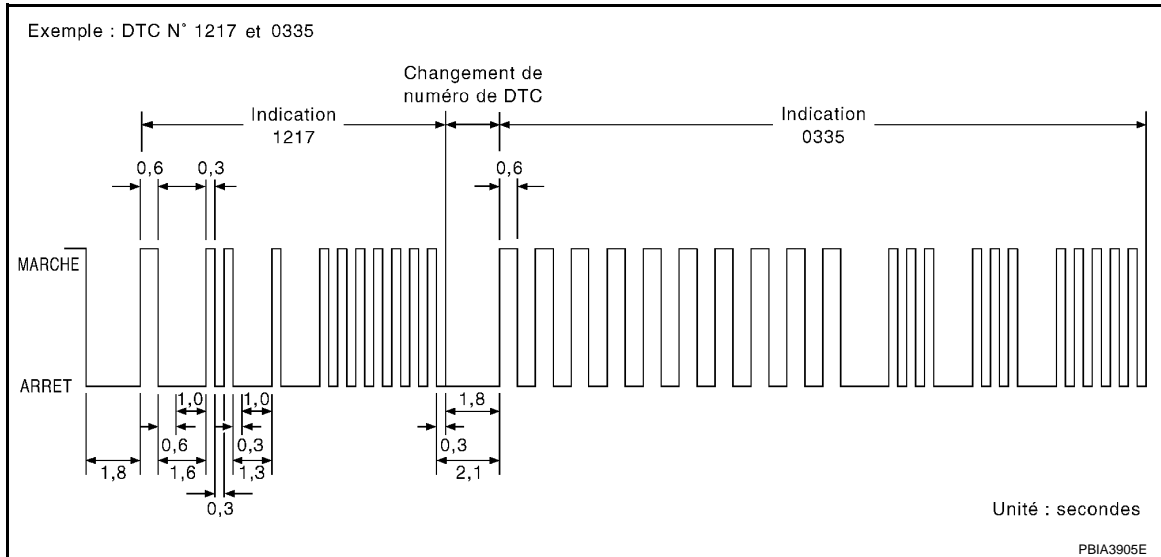 Exemple : DTC N° 1217 et 0335
Changement de
numéro de DTC
Indication
1217
Indication
0335
0,6
0,3
0,6
MARCHE
ARRET
1,0
1,0
1,8
0,6
0,3
0,3
1,8
1,6
1,3
2,1
0,3
Unité : secondes
PBIA3905E